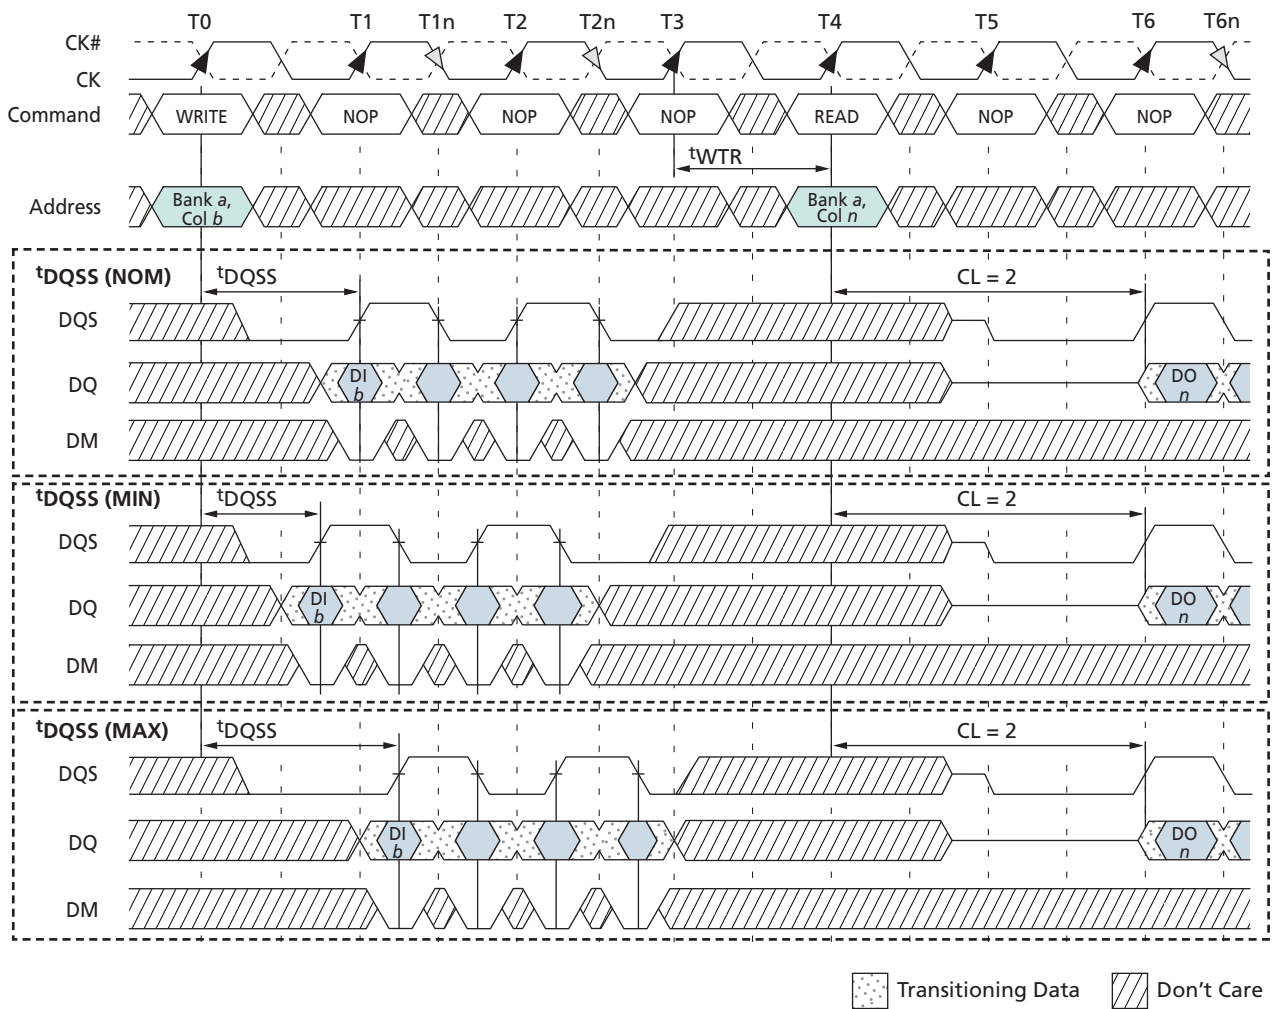 T0 T1 T1n T2 T2n T3 T4 T5 T6 T6n
CK#
CK
Command WRITE NOP NOP NOP READ NOP NOP
tWTR
Address Bank a, Col b Bank a, Col n
tDQSS (NOM) tDQSS CL = 2
DQS
DQ DI b DO n
DM
tDQSS (MIN) tDQSS CL = 2
DQS
DQ DI b DO n
DM
tDQSS (MAX) tDQSS CL = 2
DQS
DQ DI b DO n
DM
Transitioning Data Don't Care